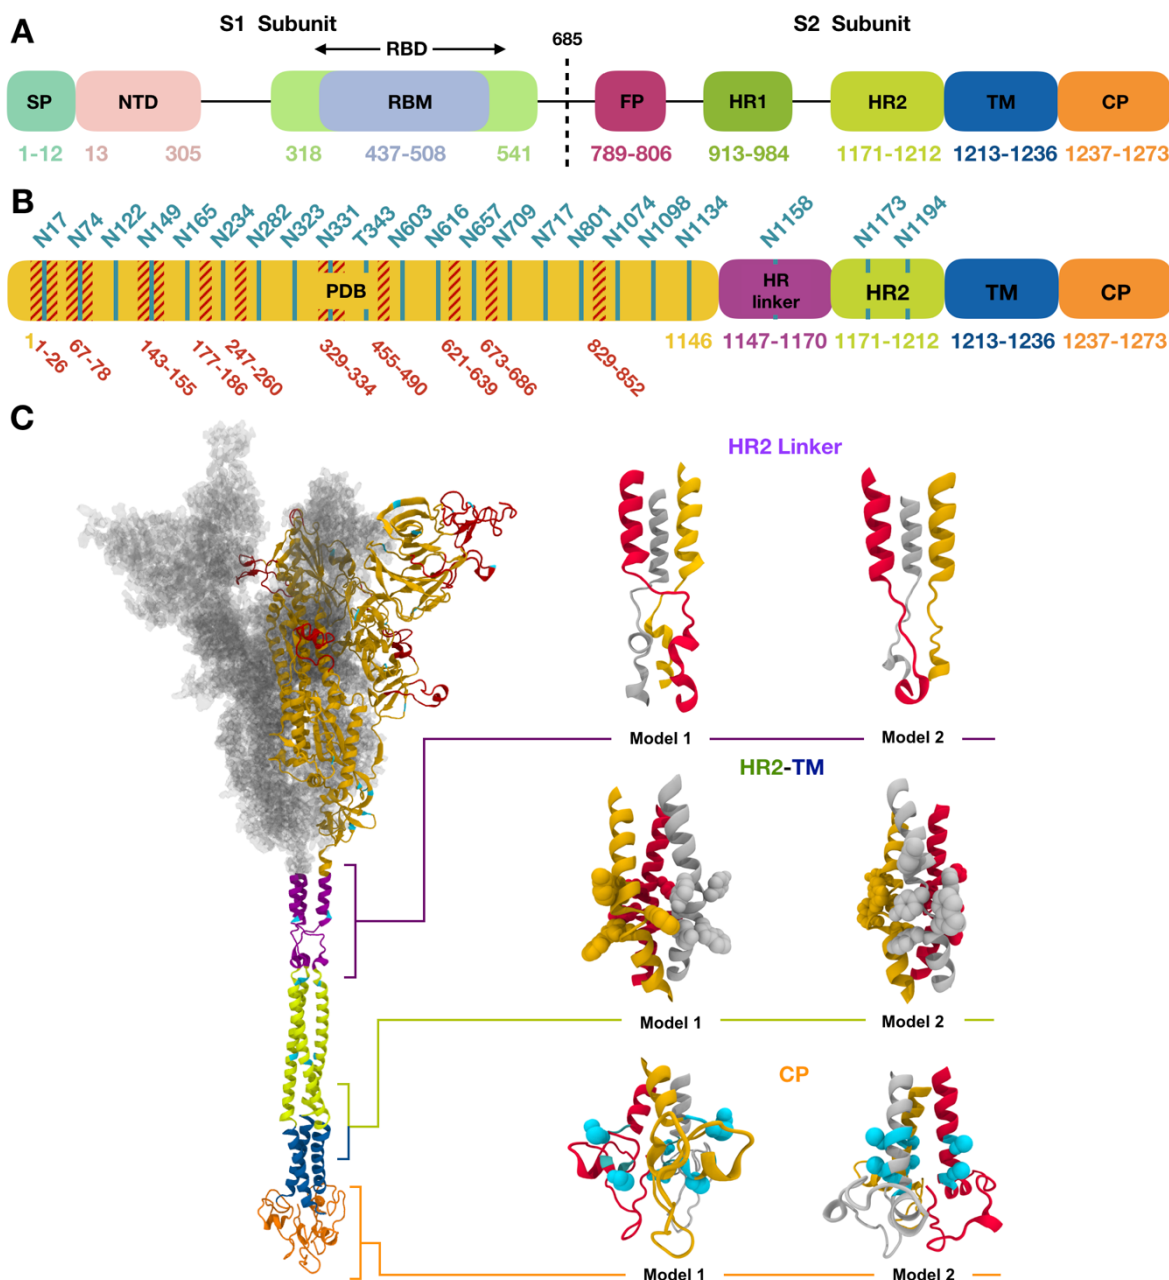 A
S1 Subunit
S2 Subunit
RBD
685
SP
NTD
RBM
FP
HR1
HR2
TM
CP
1-12
13
305
318
437-508
541
789-806
913-984
1171-1212
1213-1236
1237-1273
B
N17
N74
N122
N149
N165
N234
N282
N323
N331
T343
N603
N616
N657
N709
N717
N801
N1074
N1098
N1134
N1158
N1173
N1194
PDB
HR
linker
HR2
TM
CP
1
1146
1147-1170
1171-1212
1213-1236
1237-1273
1-26
67-78
143-155
177-186
247-260
329-334
455-490
621-639
673-686
829-852
C
HR2 Linker
Model 1
Model 2
HR2-TM
Model 1
Model 2
CP
Model 1
Model 2